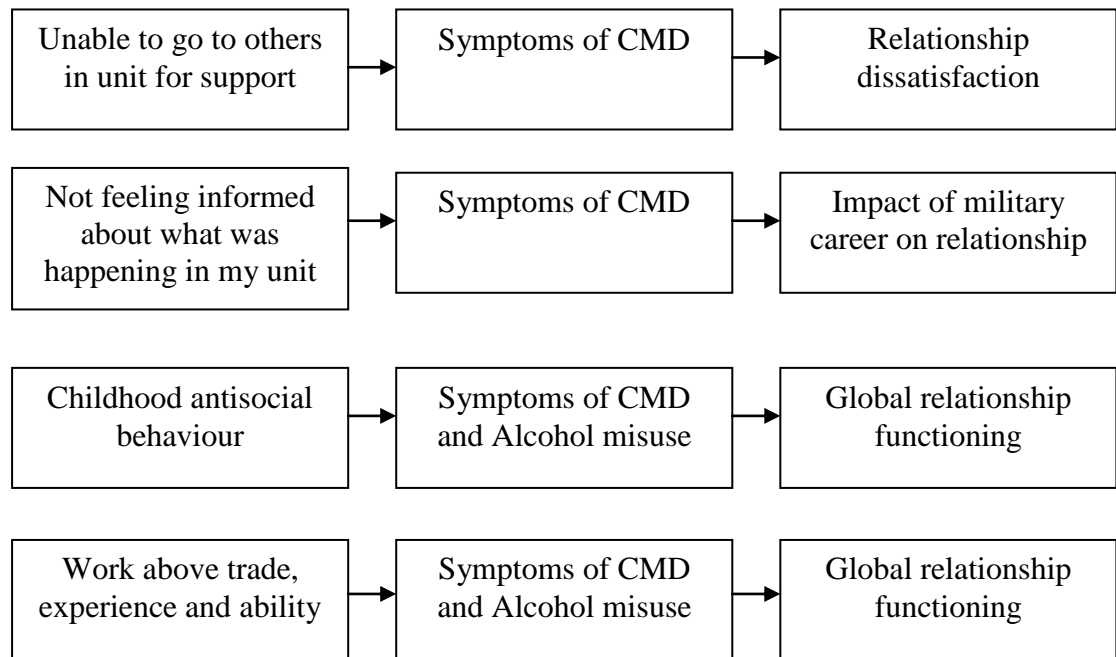 Unable to go to others
in unit for support
Symptoms of CMD
Relationship
dissatisfaction
Not feeling informed
about what was
happening in my unit
Symptoms of CMD
Impact of military
career on relationship
Childhood antisocial
behaviour
Symptoms of CMD
and Alcohol misuse
Global relationship
functioning
Work above trade,
experience and ability
Symptoms of CMD
and Alcohol misuse
Global relationship
functioning